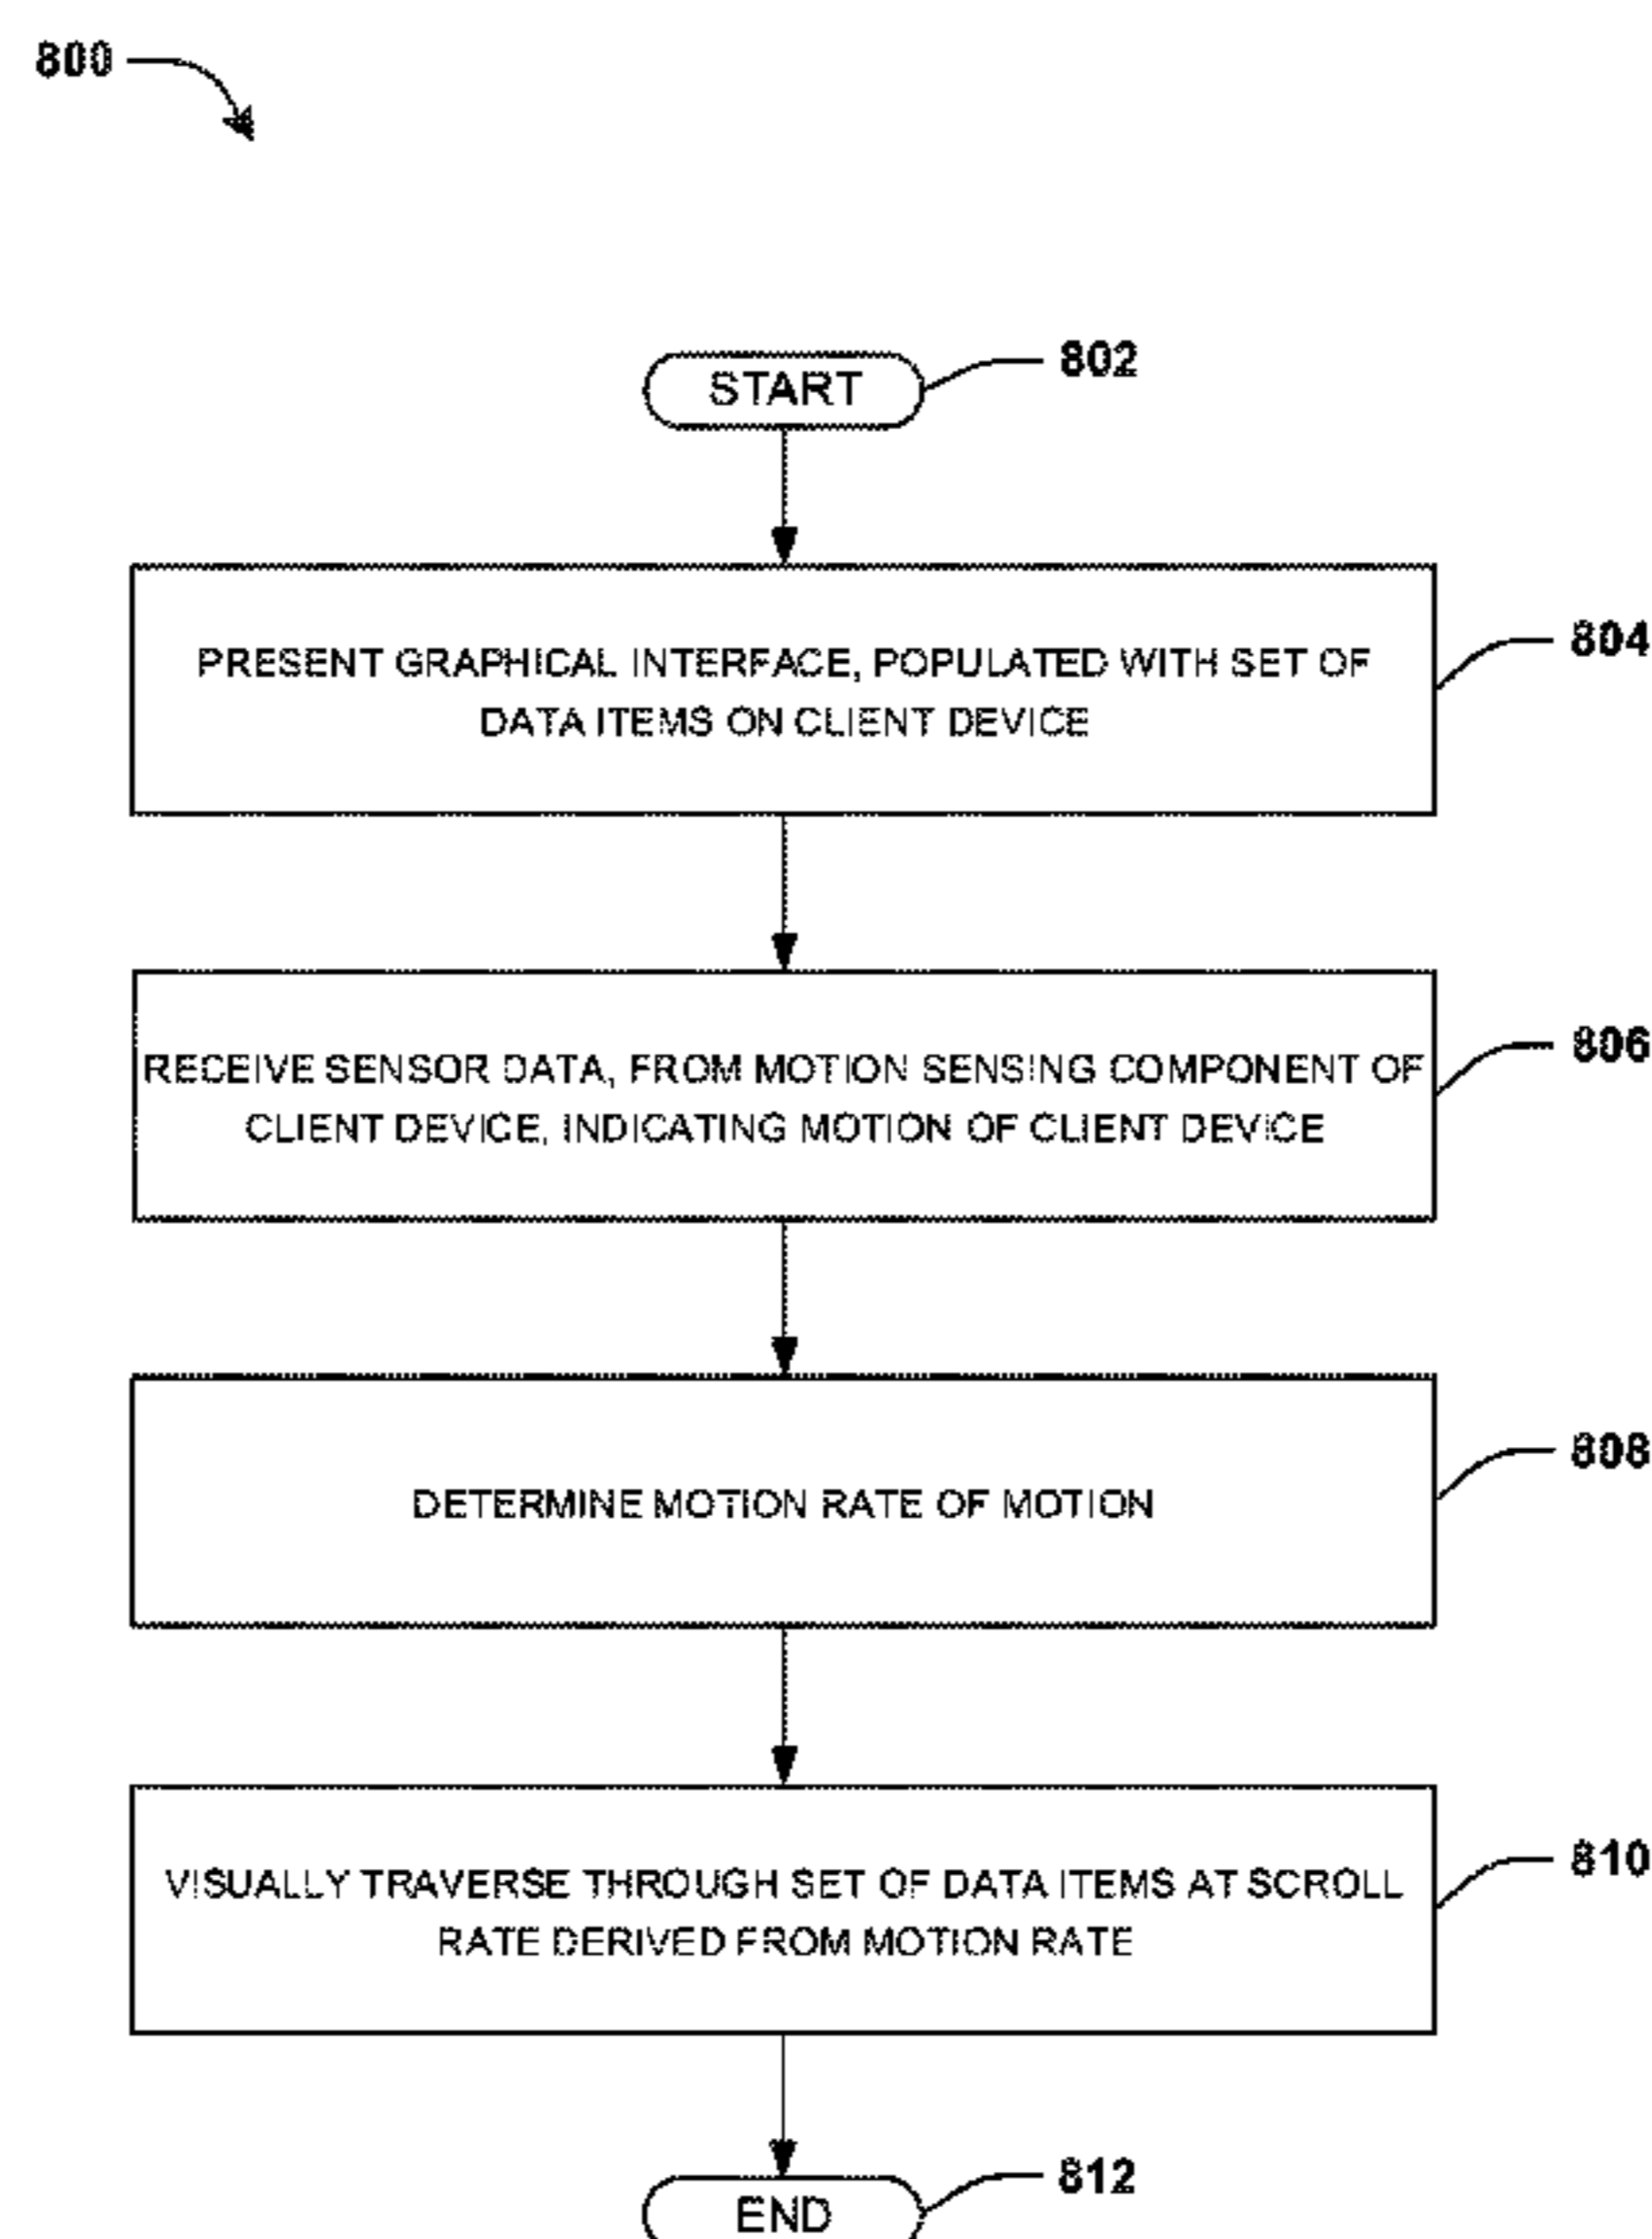 800
START
802
PRESENT GRAPHICAL INTERFACE, POPULATED WITH SET OF
DATA ITEMS ON CLIENT DEVICE
804
RECEIVE SENSOR DATA, FROM MOTION SENSING COMPONENT OF
CLIENT DEVICE, INDICATING MOTION OF CLIENT DEVICE
806
DETERMINE MOTION RATE OF MOTION
808
VISUALLY TRAVERSE THROUGH SET OF DATA ITEMS AT SCROLL
RATE DERIVED FROM MOTION RATE
810
END
812